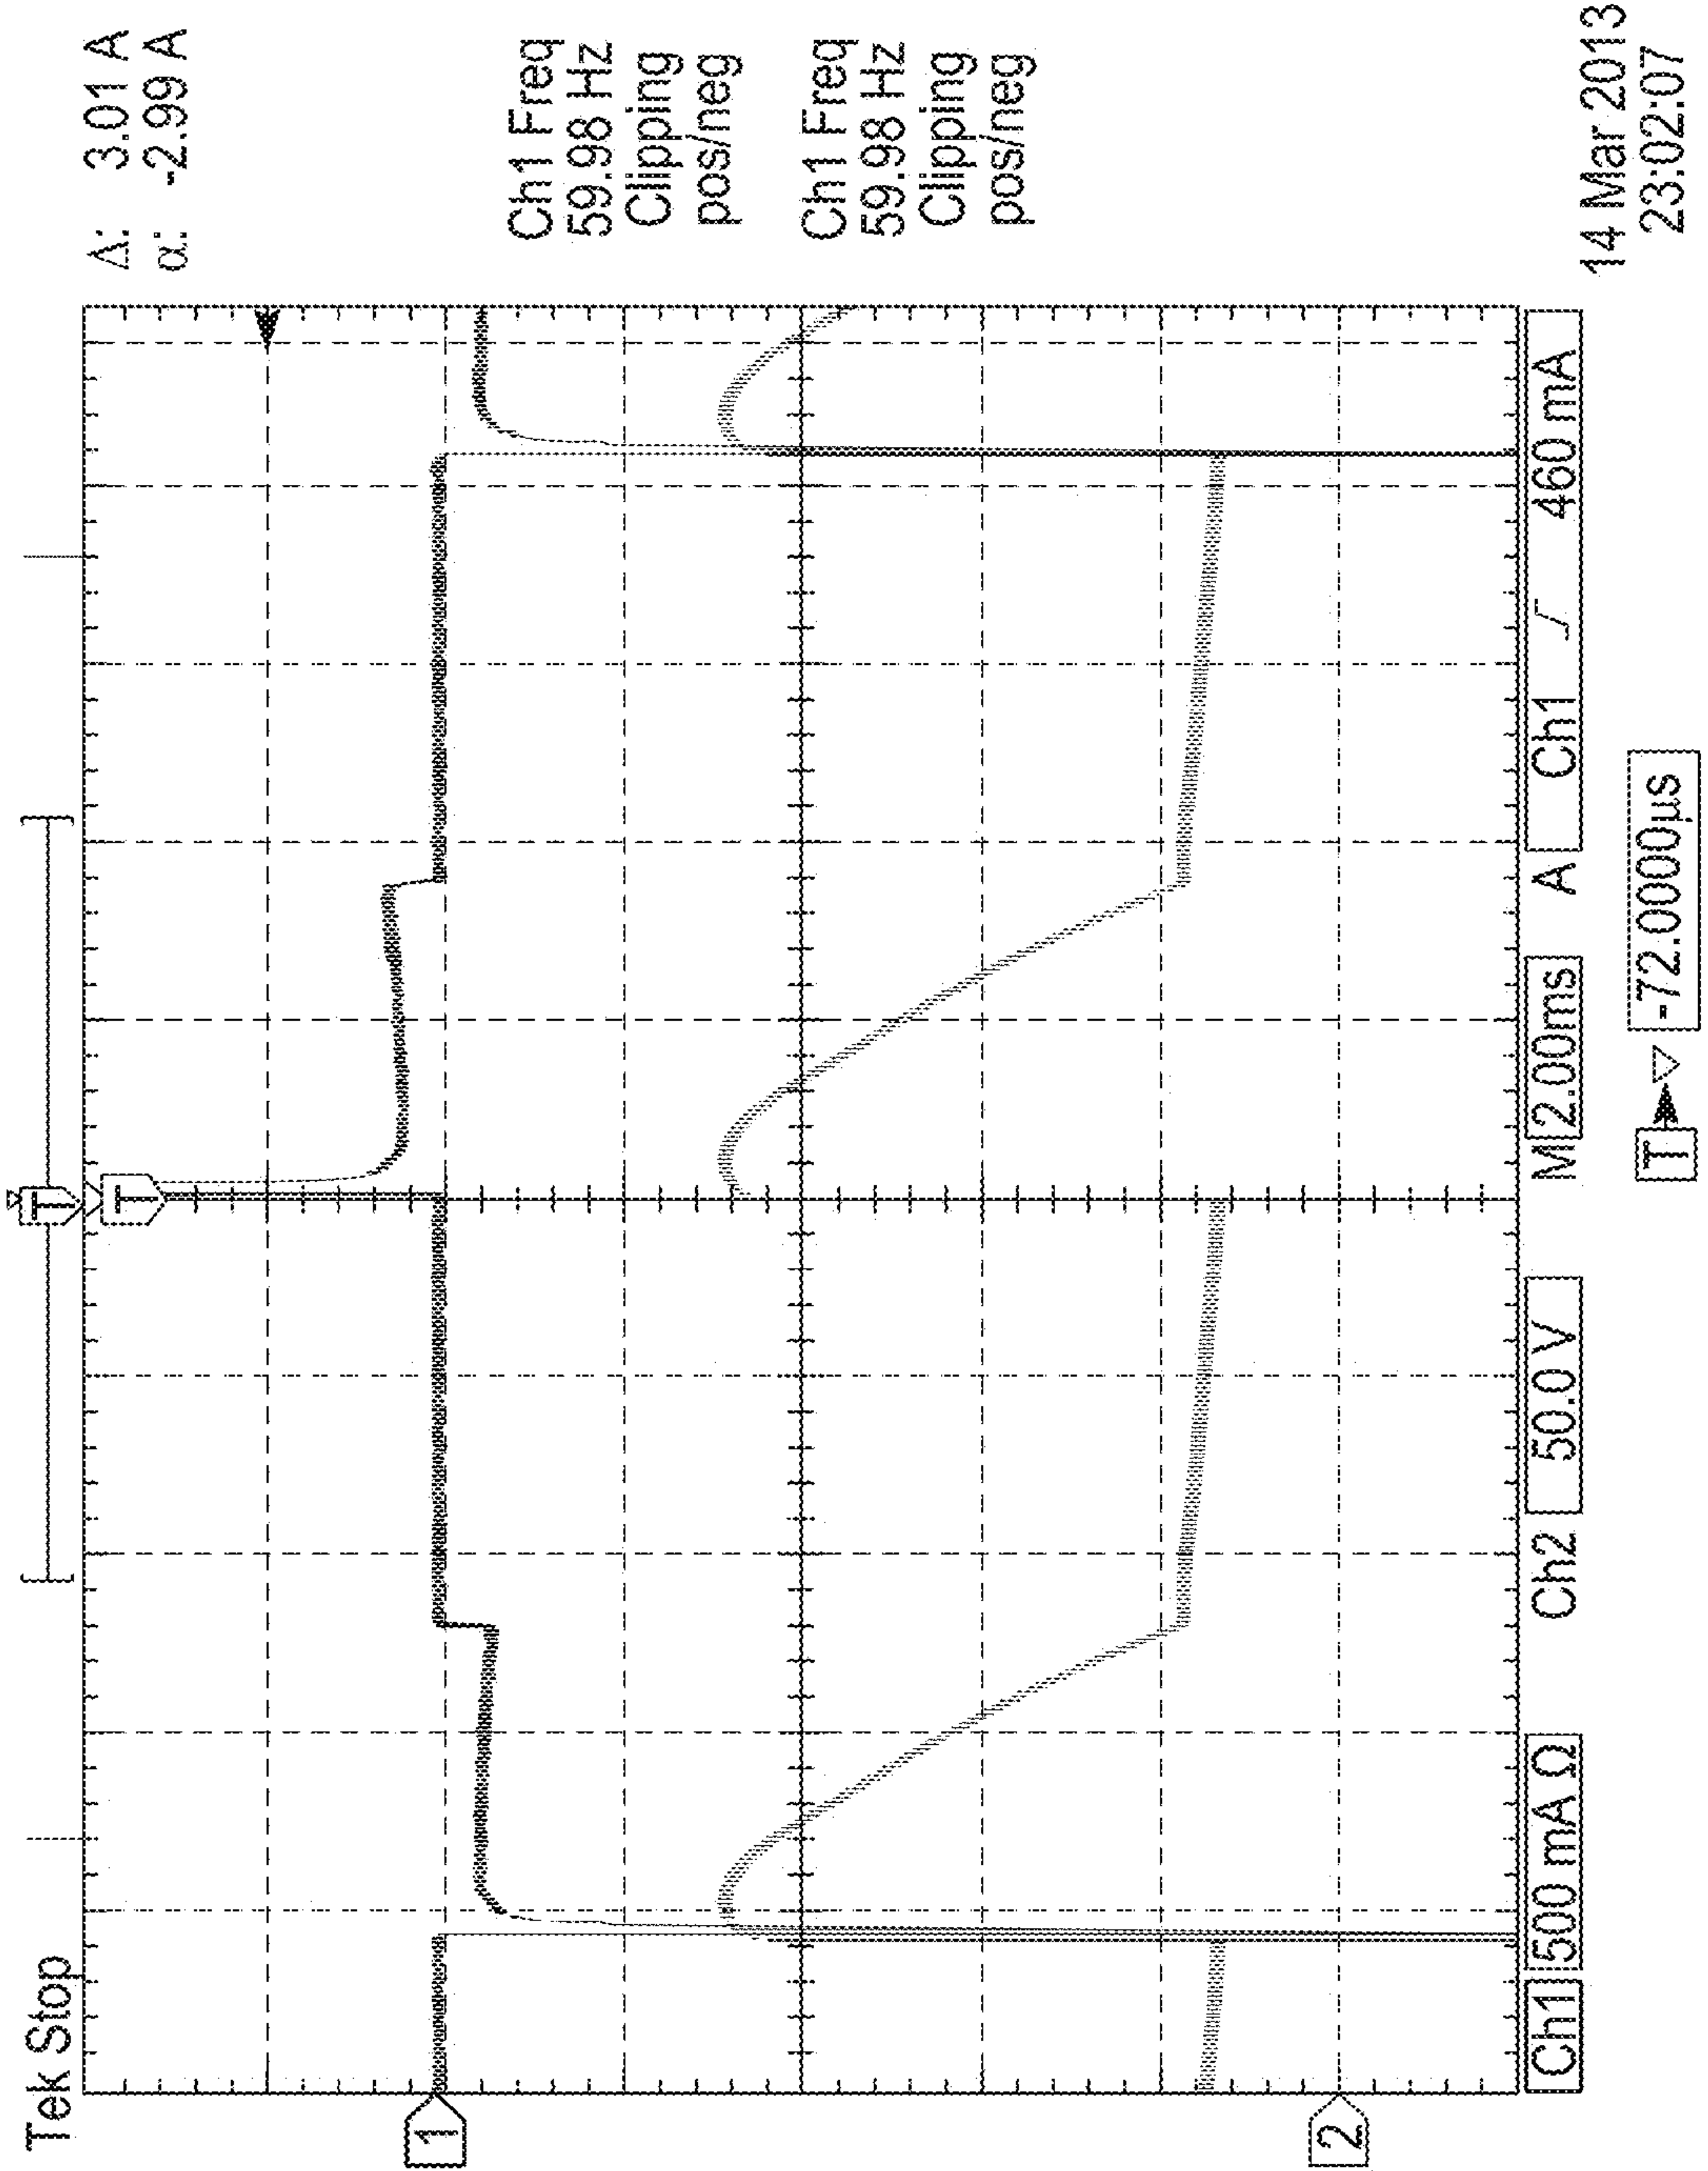 Tek Stop
Δ: 3.01 A
α: -2.99 A
T
T
1
2
Ch1 Freq
59.98 Hz
Clipping
pos/neg
Ch1 Freq
59.98 Hz
Clipping
pos/neg
Ch1 500 mA Ω Ch2 50.0 V M 2.00ms A Ch1 460 mA
T -72.0000μs
14 Mar 2013
23:02:07